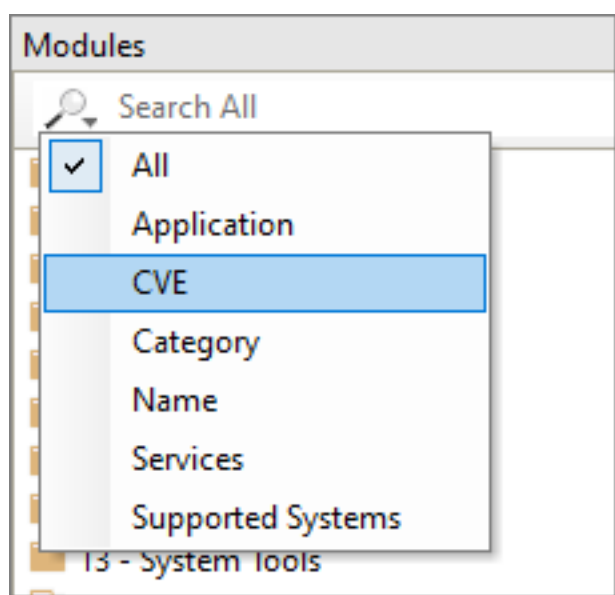 Modules
Search All
All
Application
CVE
Category
Name
Services
Supported Systems
13 - System Tools